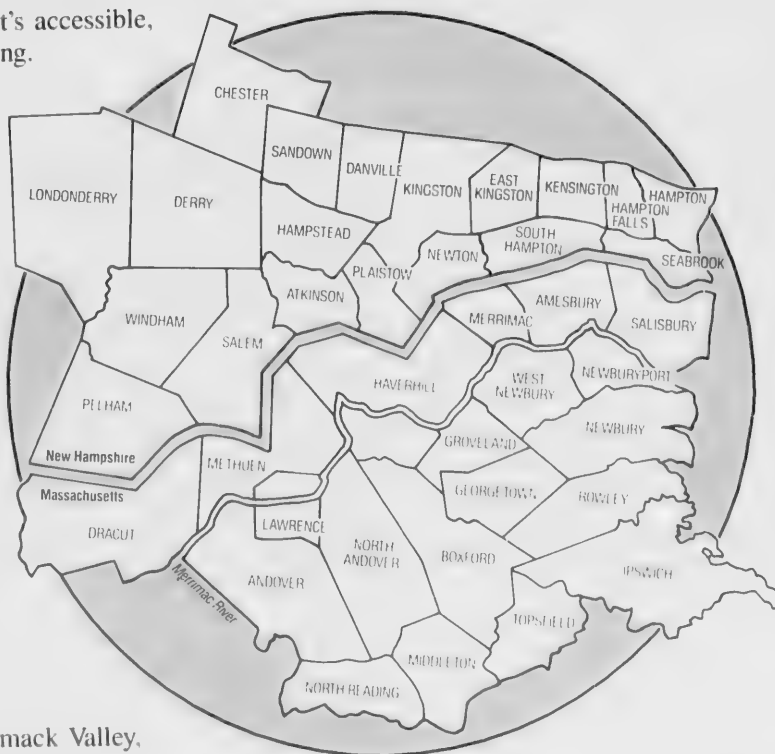 t's accessible,
ng.
CHESTER
SANDOWN
DANVILLE
LONDONDERRY
DERRY
KINGSTON
EAST
KINGSTON
KENSINGTON
HAMPTON
HAMPTON
FALLS
HAMPSTEAD
SOUTH
HAMPTON
NEWTON
PLAISTOW
SEABROOK
ATKINSON
WINDHAM
SALEM
MERRIMAC
AMESBURY
SALISBURY
HAVERHILL
WEST
NEWBURY
NEWBURYPORT
PELHAM
NEWBURY
GROVELAND
New Hampshire
Massachusetts
METHUEN
GEORGETOWN
ROWLEY
DRACUT
LAWRENCE
NORTH
ANDOVER
BOXFORD
IPSWICH
Merrimac River
ANDOVER
TOPSFIELD
MIDDLETON
NORTH READING
mack Valley,